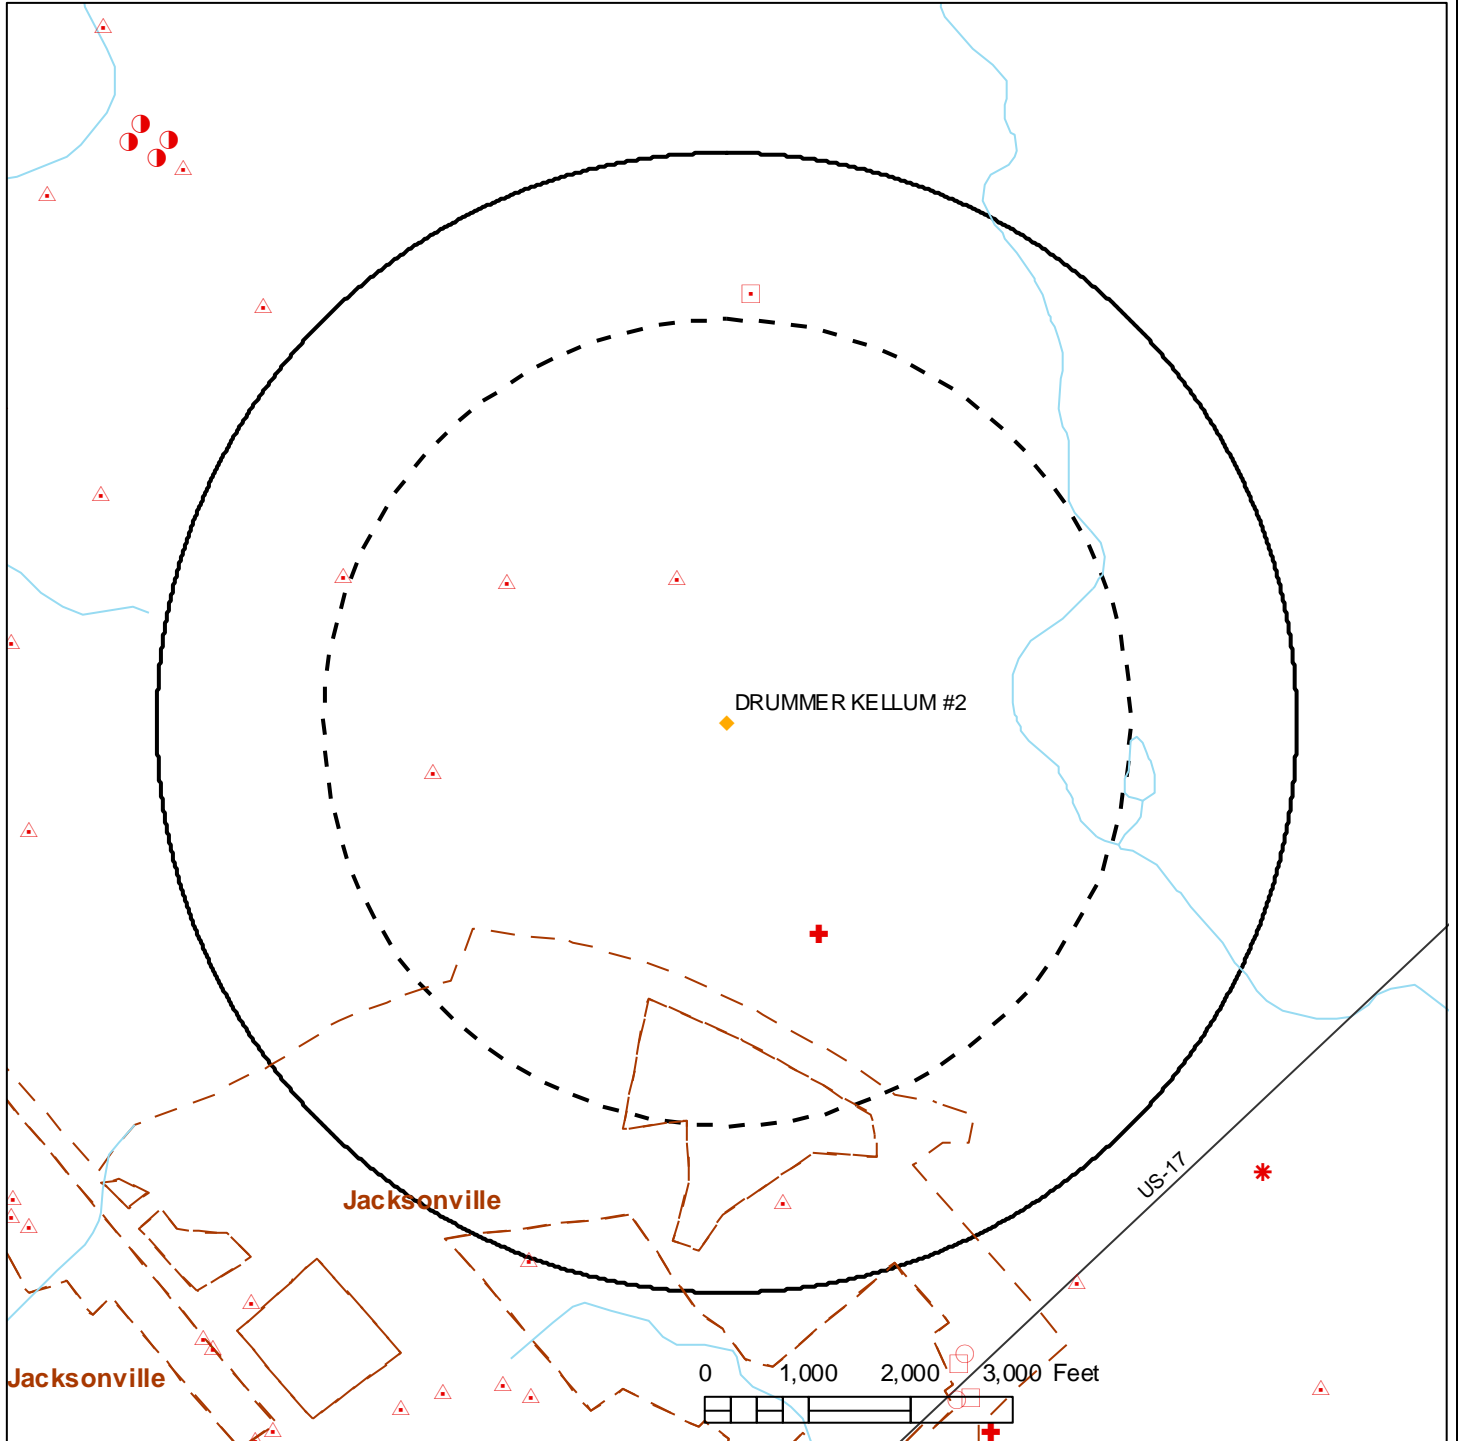 DRUMMER KELLUM #2
US-17
Jacksonville
Jacksonville
0 1,000 2,000 3,000 Feet